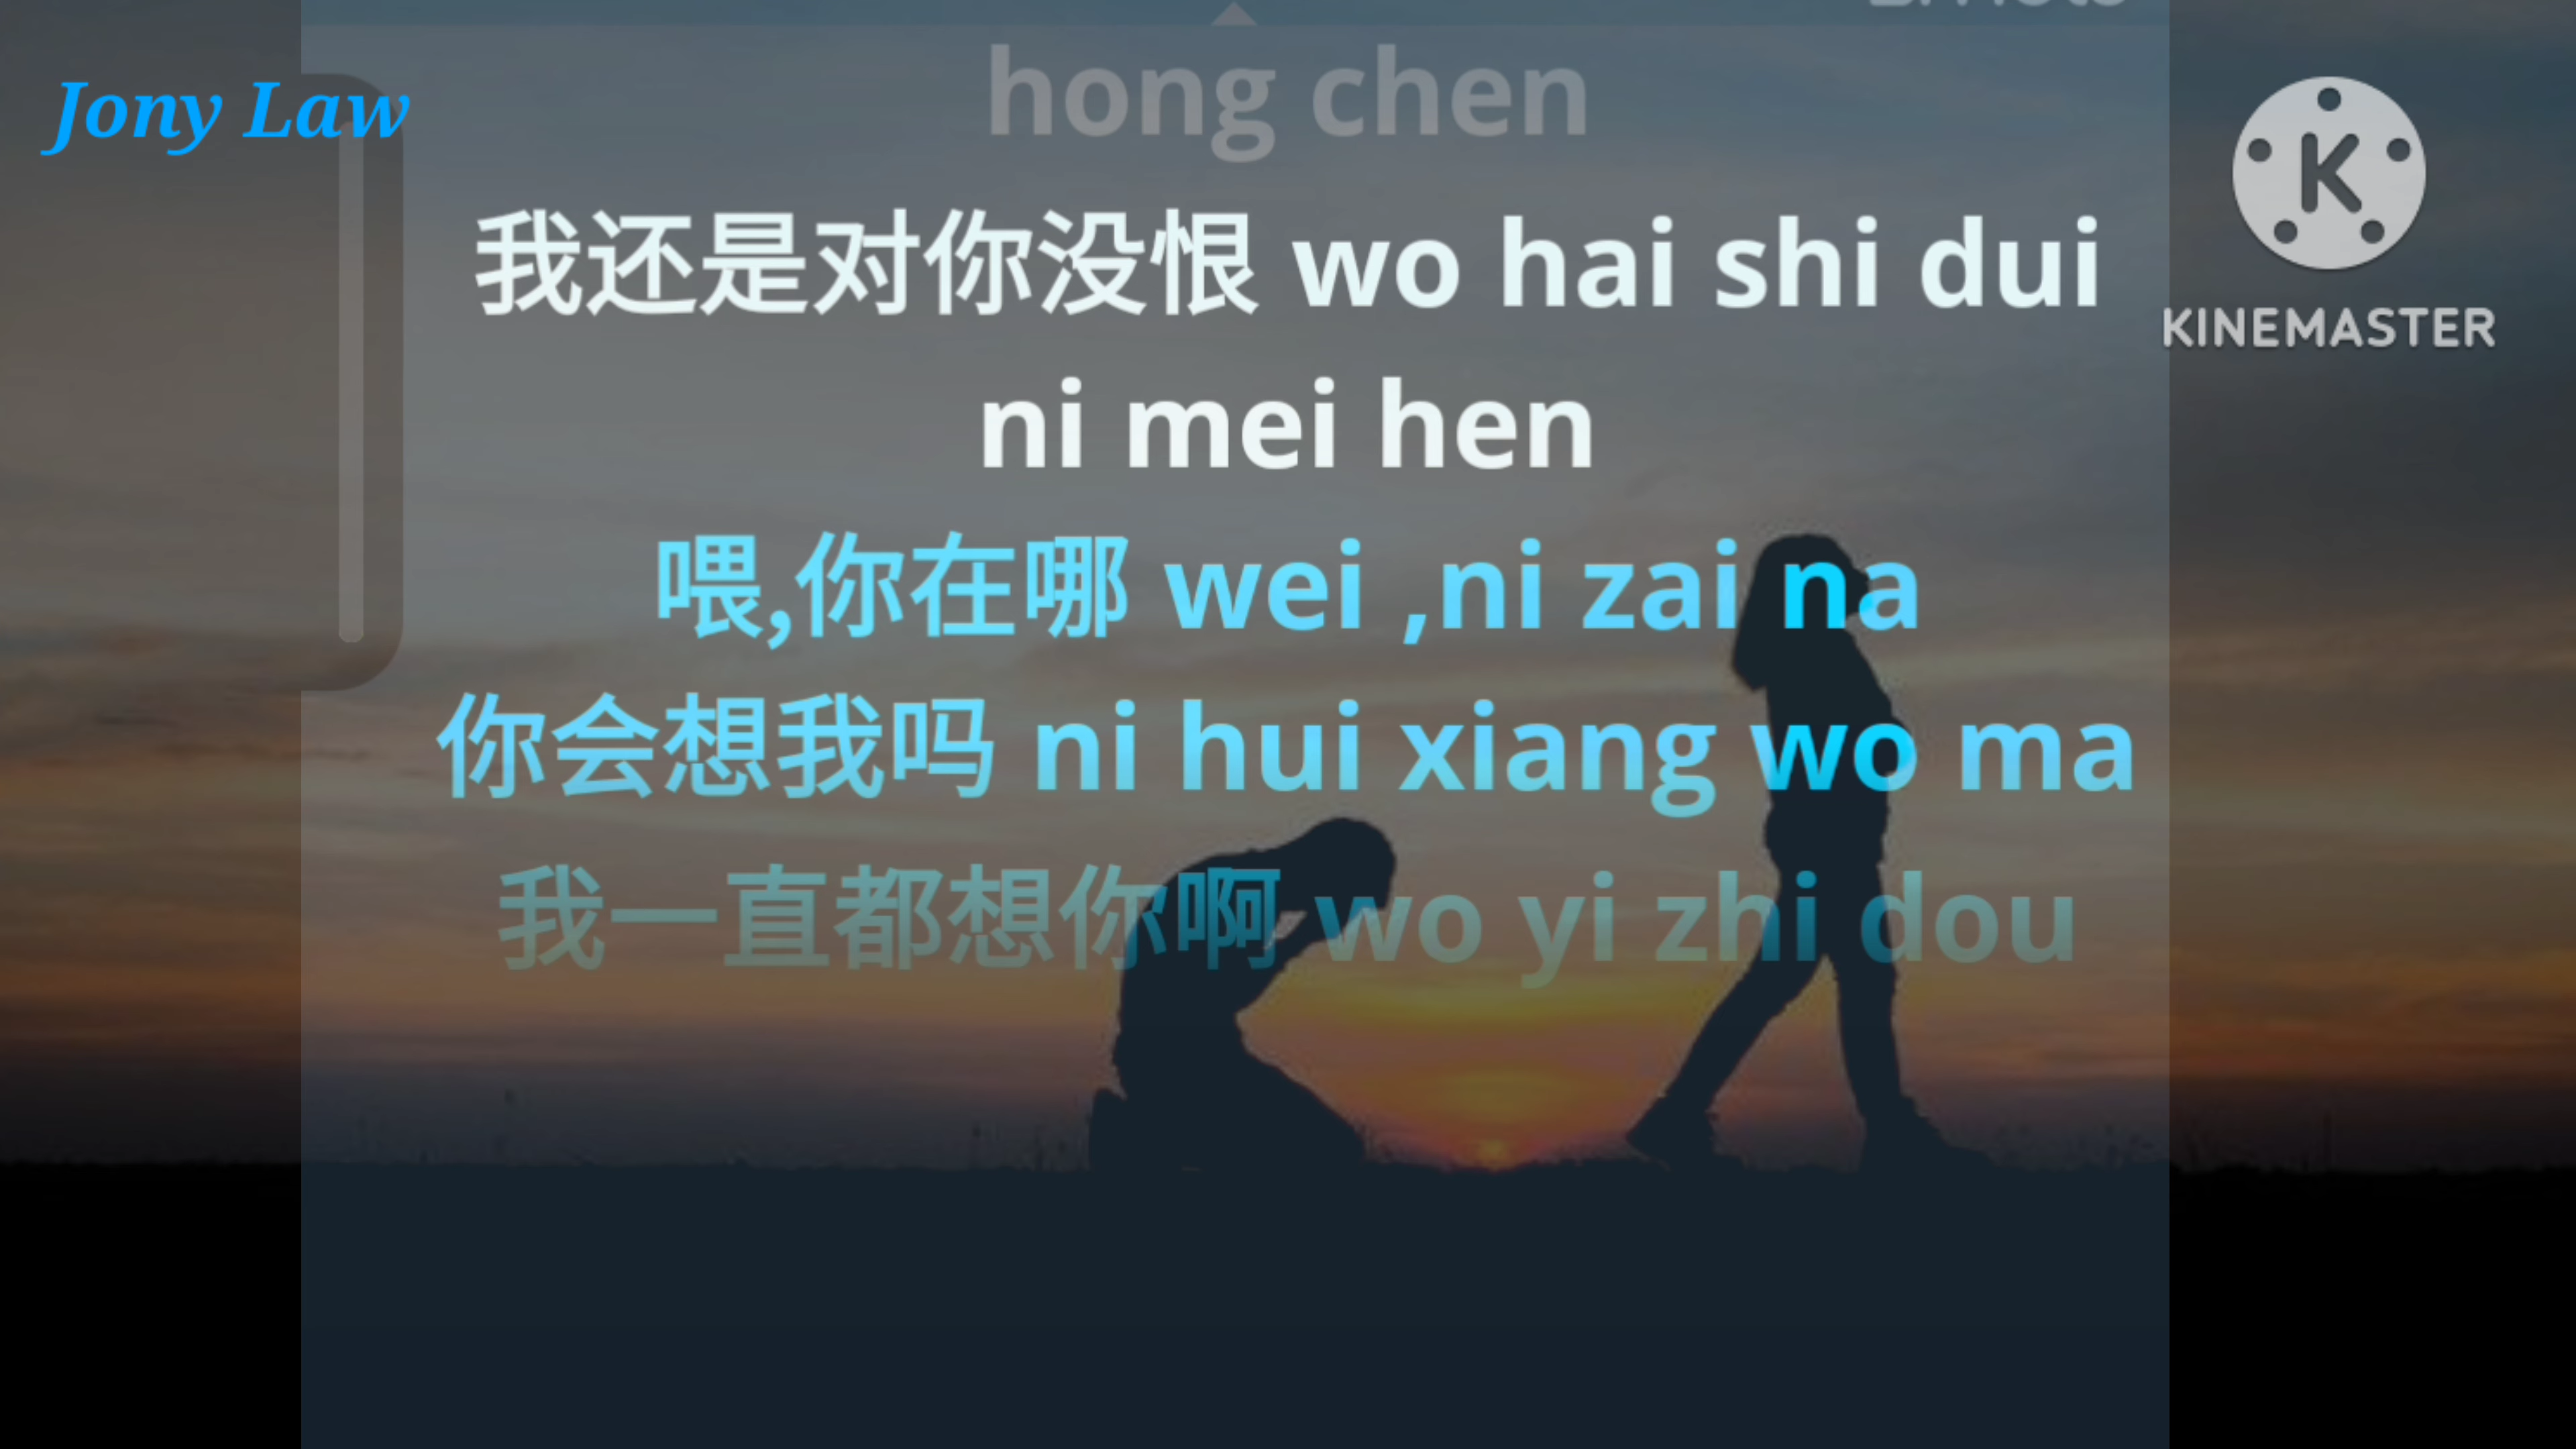 hong chen
Jony Law
我还是对你没恨 wo hai shi dui
ni mei hen
KINEMASTER
喂,你在哪 wei ,ni zai na
你会想我吗 ni hui xiang wo ma
我一直都想你啊 wo yi zhi dou